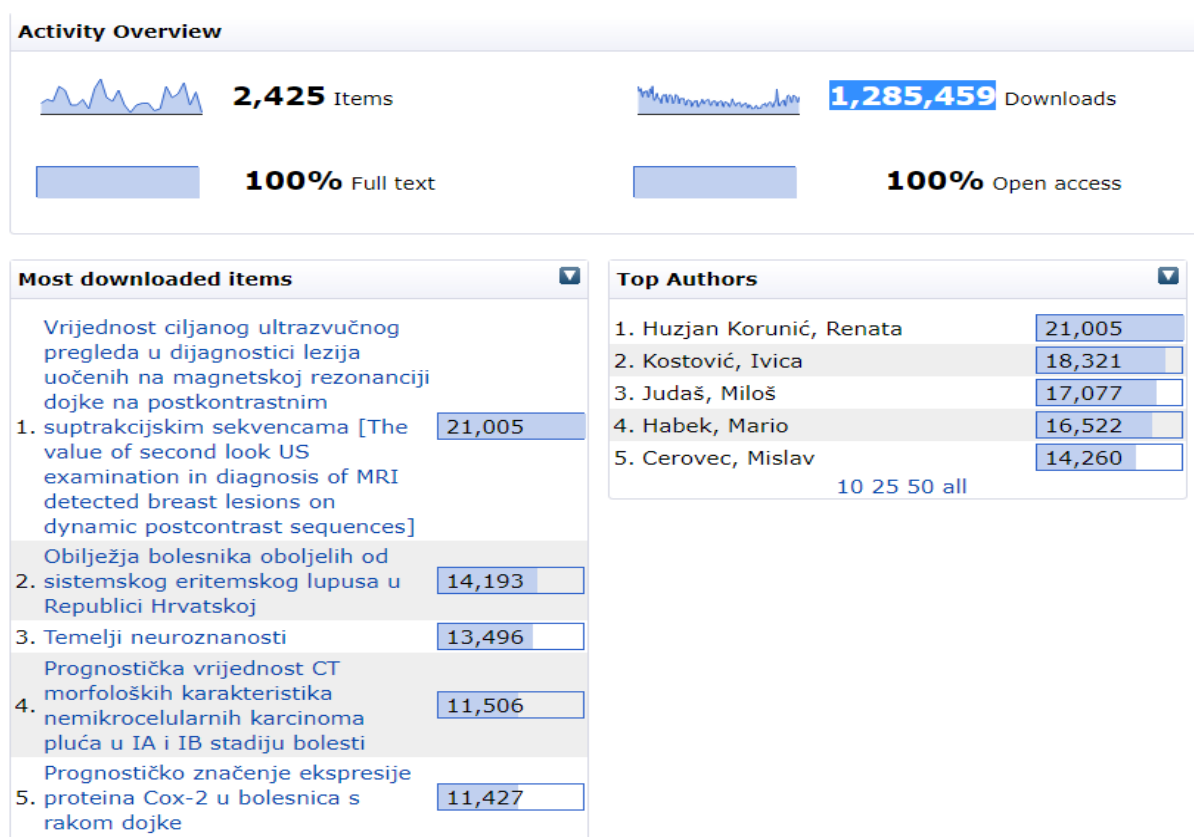 Activity Overview
2,425 Items
1,285,459 Downloads
100% Full text
100% Open access
Most downloaded items
Vrijednost ciljanog ultrazvučnog
pregleda u dijagnostici lezija
uočenih na magnetskoj rezonanciji
dojke na postkontrastnim
1. suptrakcijskim sekvencama [The 21,005
value of second look US
examination in diagnosis of MRI
detected breast lesions on
dynamic postcontrast sequences]
Obilježja bolesnika oboljelih od
2. sistemskog eritemskog lupusa u 14,193
Republici Hrvatskoj
3. Temelji neuroznanosti 13,496
Prognostička vrijednost CT
morfoloških karakteristika
4. nemikrocelularnih karcinoma 11,506
pluća u IA i IB stadiju bolesti
Prognostičko značenje ekspresije
5. proteina Cox-2 u bolesnica s 11,427
rakom dojke
Top Authors
1. Huzjan Korunić, Renata 21,005
2. Kostović, Ivica 18,321
3. Judaš, Miloš 17,077
4. Habek, Mario 16,522
5. Cerovec, Mislav 14,260
10 25 50 all